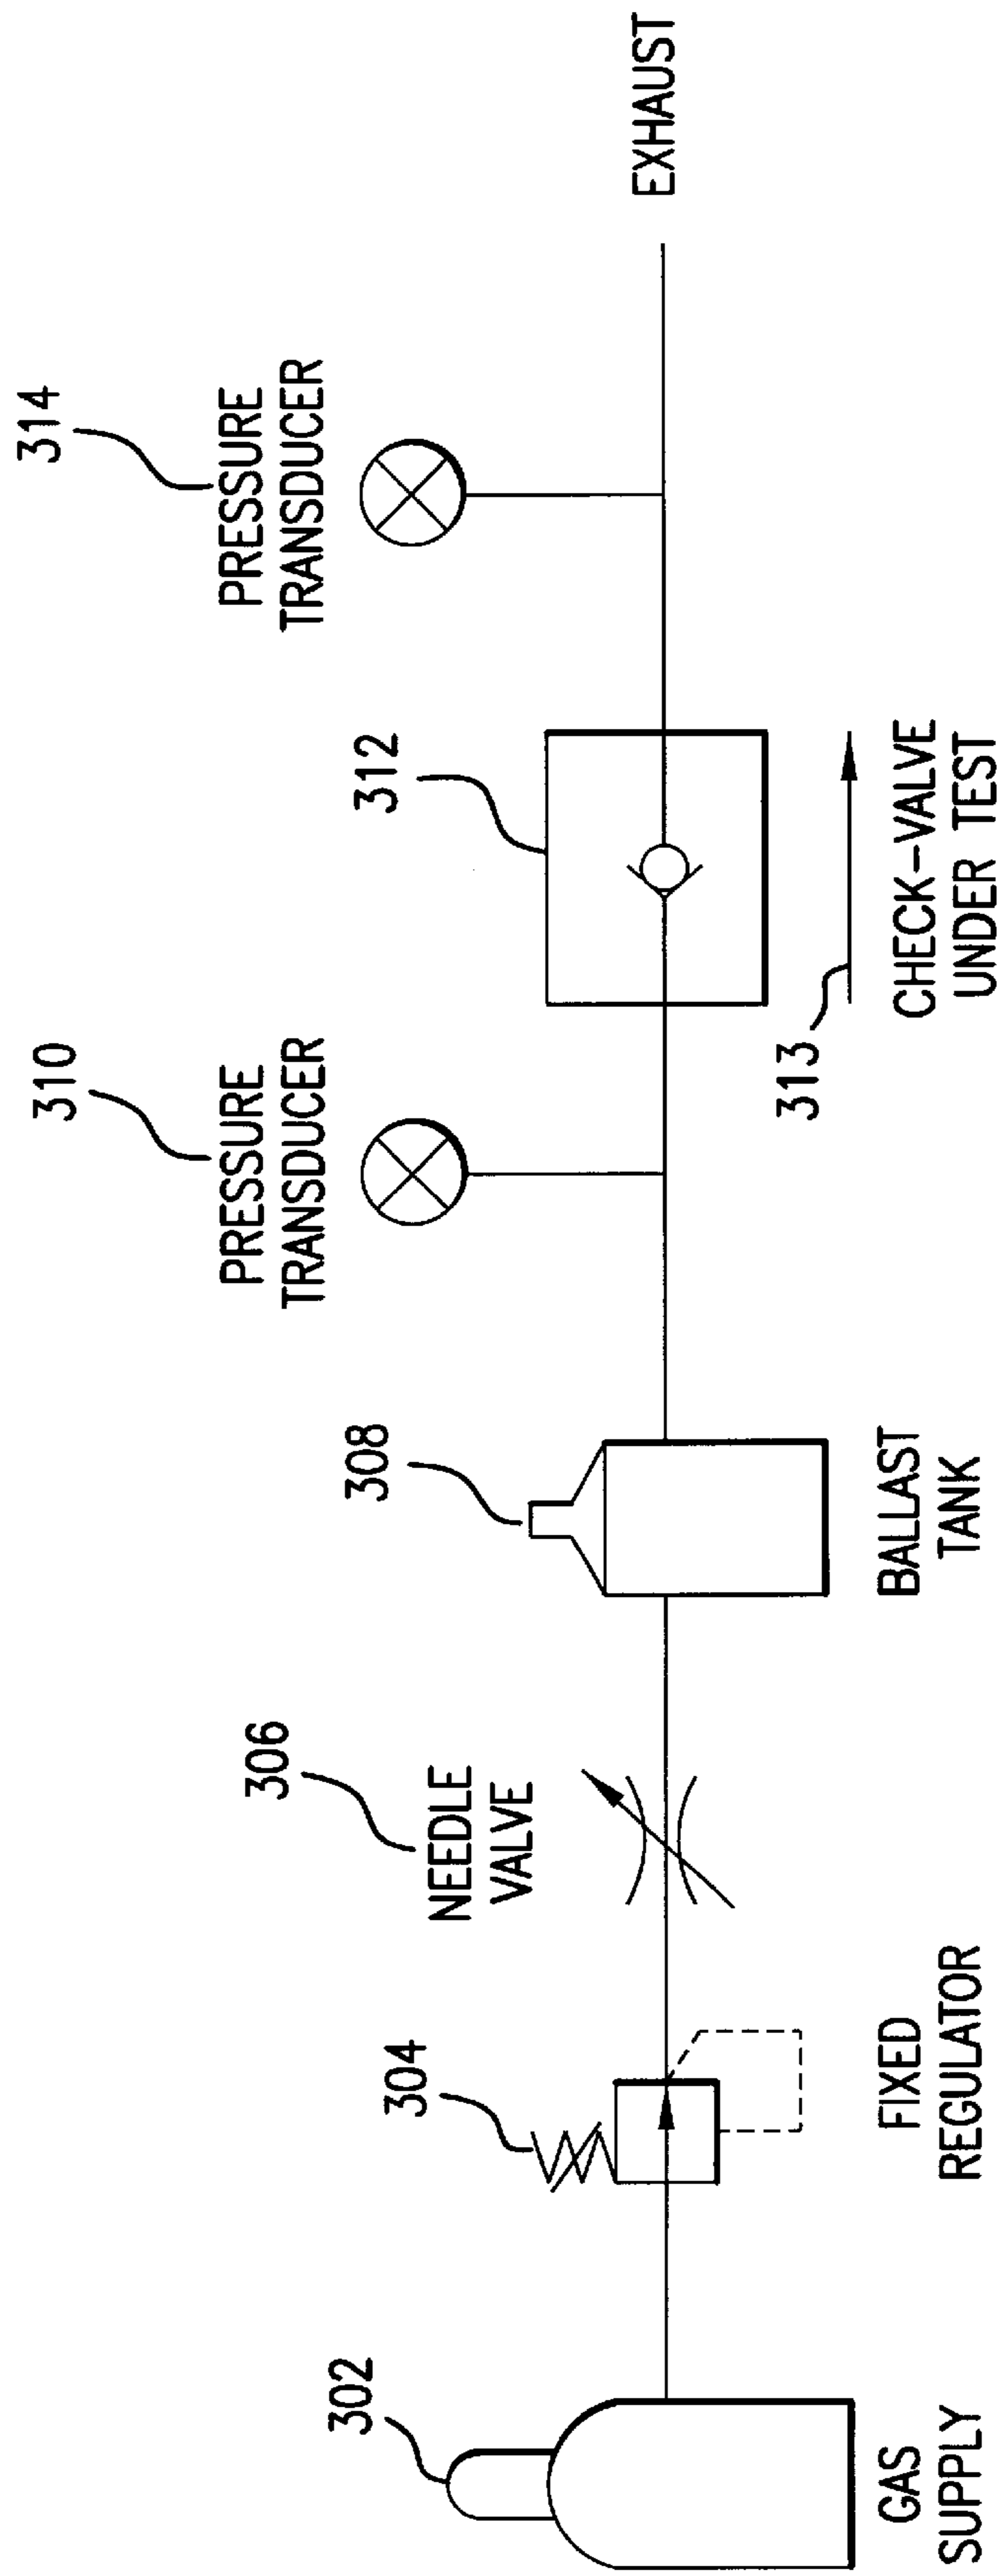 302
GAS
SUPPLY
304
FIXED
REGULATOR
306
NEEDLE
VALVE
308
BALLAST
TANK
310
PRESSURE
TRANSDUCER
312
313
CHECK-VALVE
UNDER TEST
314
PRESSURE
TRANSDUCER
EXHAUST